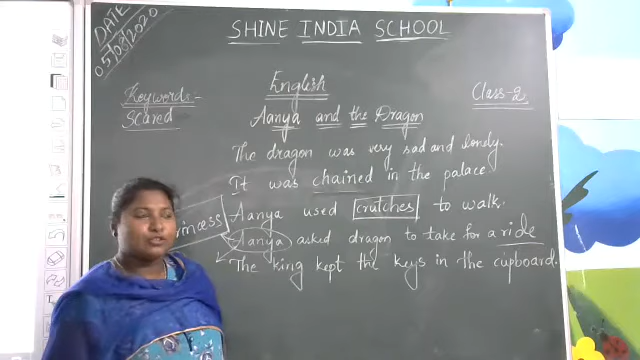 DATE
05/03/2020
SHINE INDIA SCHOOL
English
Class-2
Aanya and the Dragon
Keywords-
Scared
The dragon was very sad and lonely.
It was chained in the palace
Aanya used crutches to walk.
Aanya asked dragon to take for a ride
The king kept the keys in the cupboard.